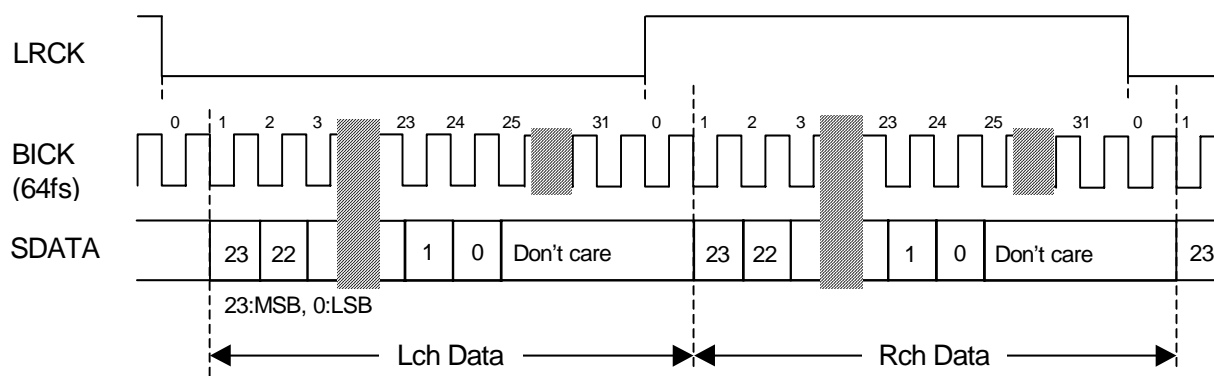 LRCK
0 1 2 3 23 24 25 31 0 1 2 3 23 24 25 31 0 1
BICK
(64fs)
SDATA 23 22 1 0 Don't care 23 22 1 0 Don't care 23
23:MSB, 0:LSB
Lch Data Rch Data